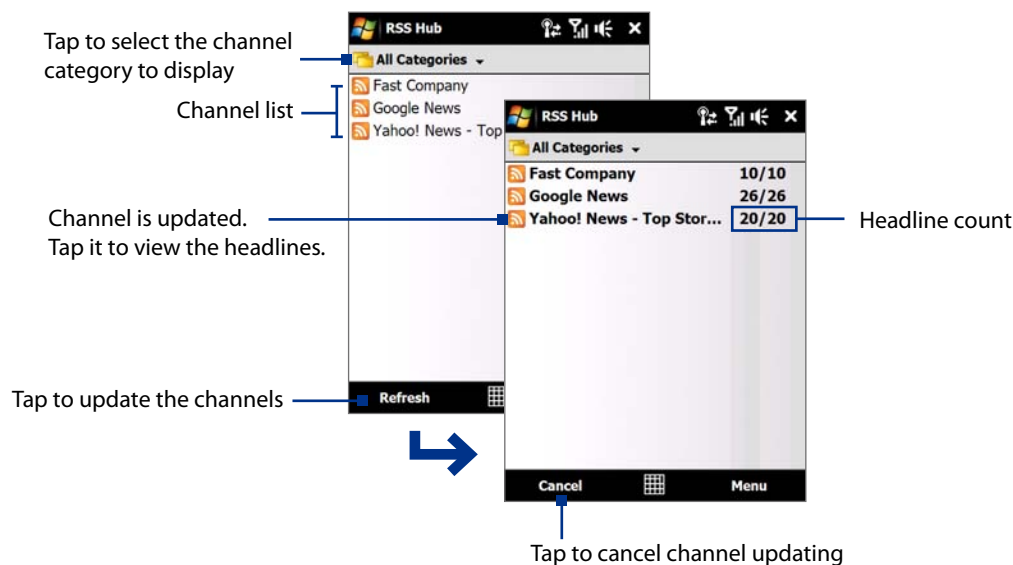 RSS Hub
All Categories
Tap to select the channel
category to display
Channel list
Fast Company
Google News
Yahoo! News - Top
RSS Hub
All Categories
Fast Company 10/10
Google News 26/26
Yahoo! News - Top Stor... 20/20
Channel is updated.
Tap it to view the headlines.
Headline count
Tap to update the channels
Refresh
Cancel Menu
Tap to cancel channel updating